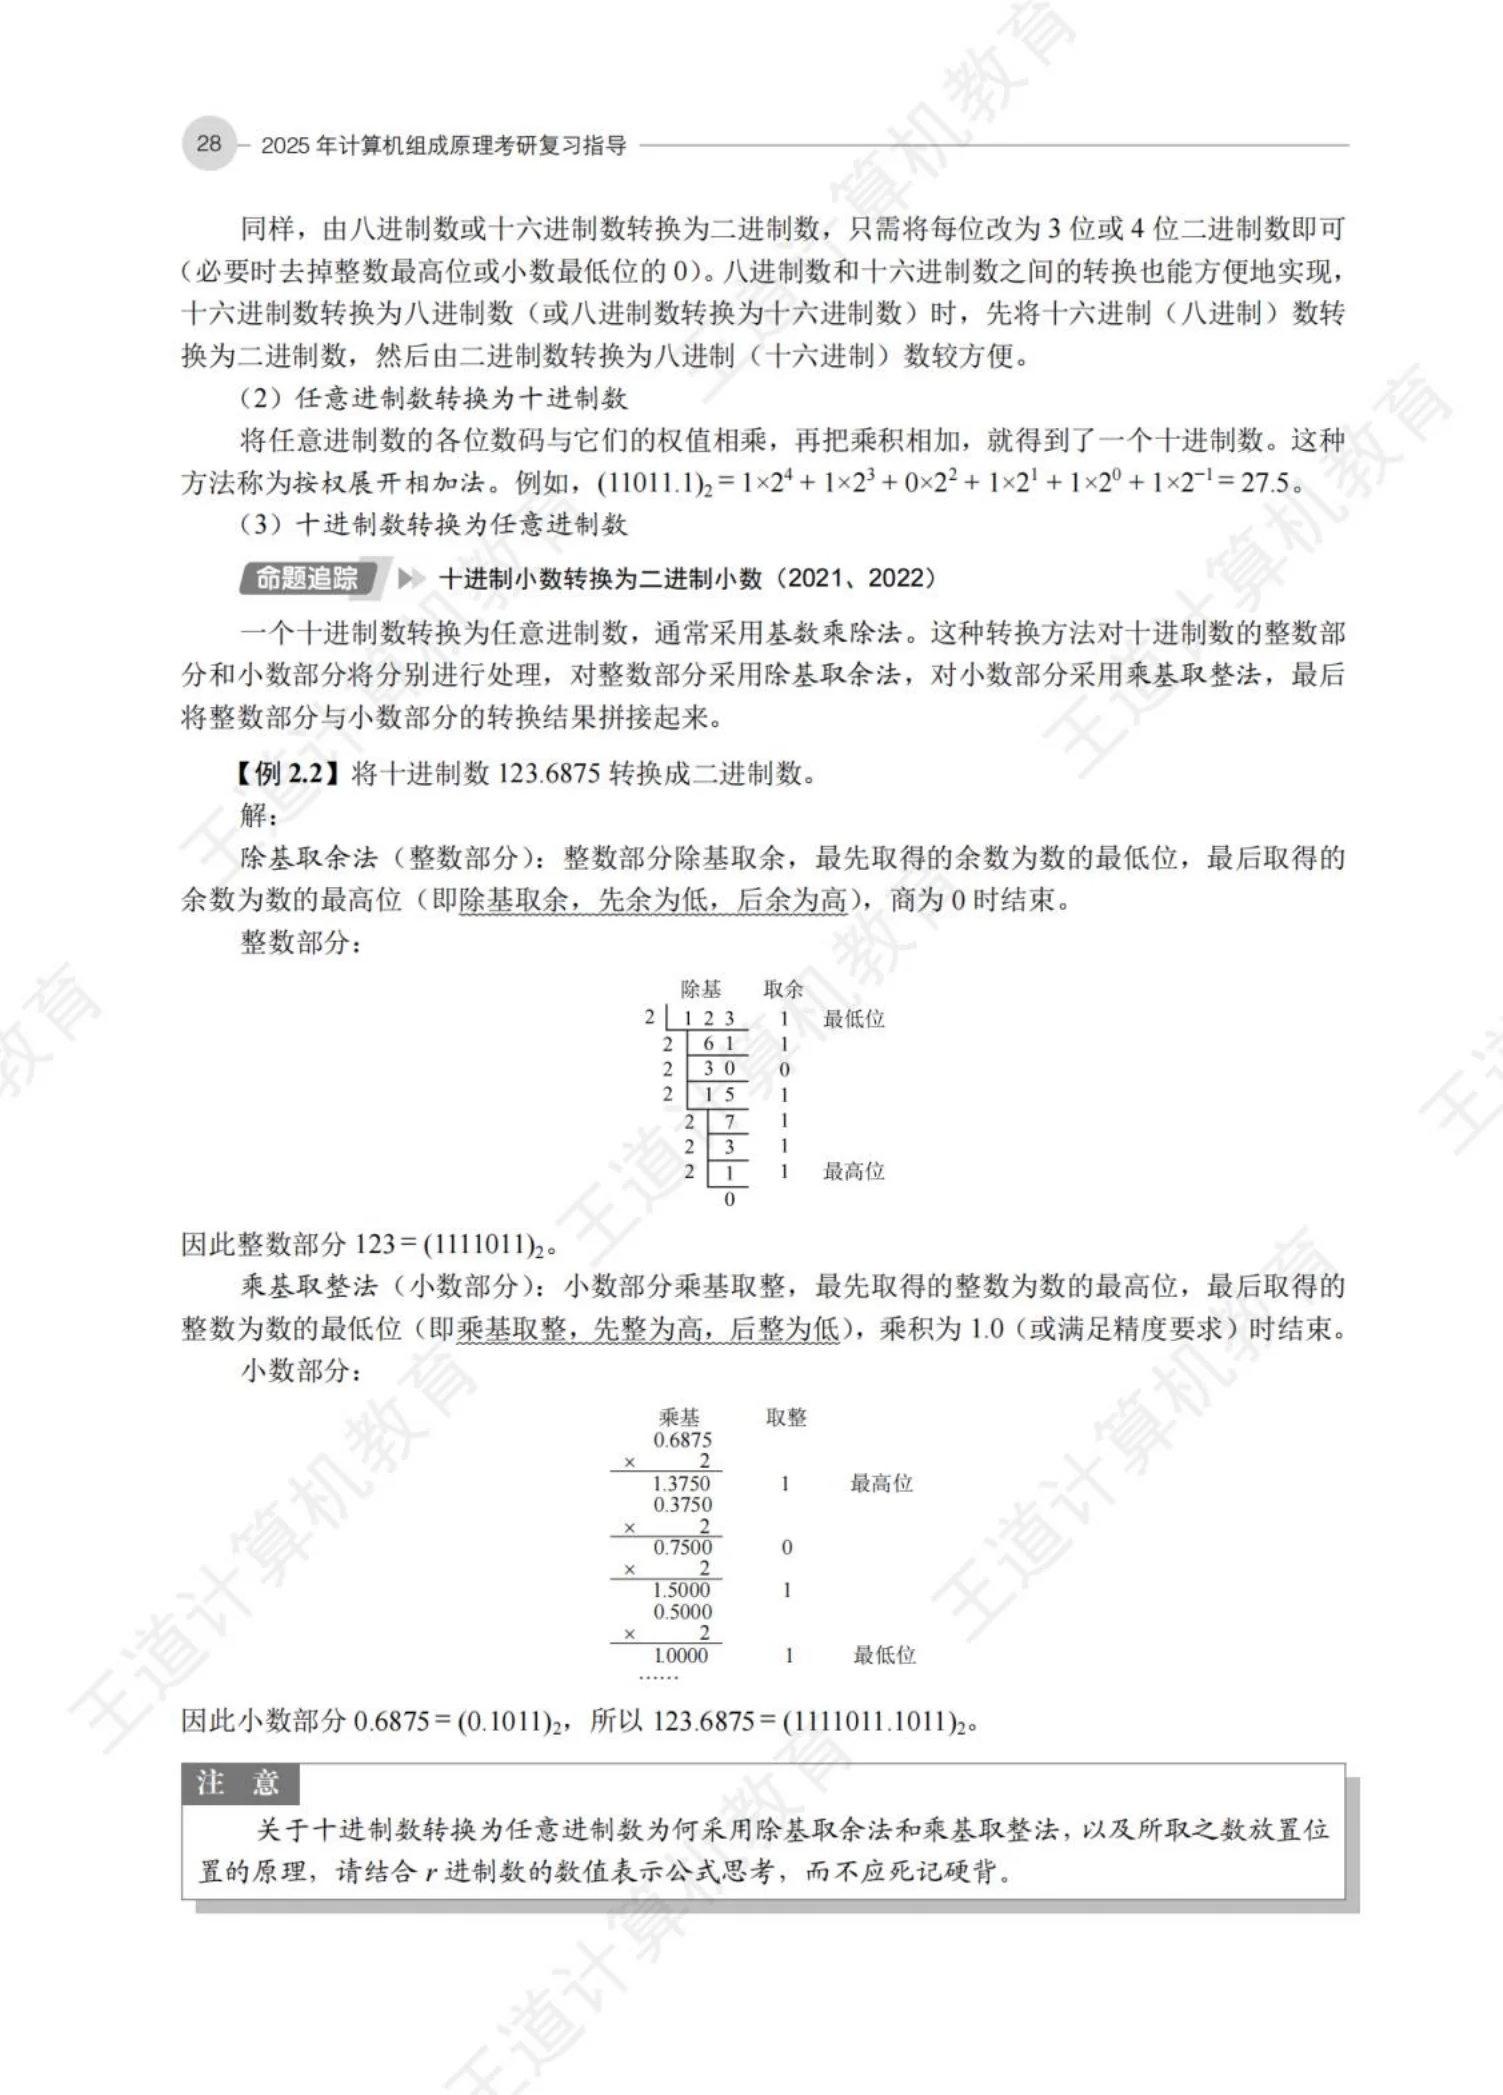 28 2025 年计算机组成原理考研复习指导
同样，由八进制数或十六进制数转换为二进制数，只需将每位改为 3 位或 4 位二进制数即可
（必要时去掉整数最高位或小数最低位的 0）。八进制数和十六进制数之间的转换也能方便地实现，
十六进制数转换为八进制数（或八进制数转换为十六进制数）时，先将十六进制（八进制）数转
换为二进制数，然后由二进制数转换为八进制（十六进制）数较方便。
（2）任意进制数转换为十进制数
将任意进制数的各位数码与它们的权值相乘，再把乘积相加，就得到了一个十进制数。这种
方法称为按权展开相加法。例如，(11011.1)₂ = 1×2⁴ + 1×2³ + 0×2² + 1×2¹ + 1×2⁰ + 1×2⁻¹ = 27.5。
（3）十进制数转换为任意进制数
命题追踪 十进制小数转换为二进制小数（2021、2022）
一个十进制数转换为任意进制数，通常采用基数乘除法。这种转换方法对十进制数的整数部
分和小数部分将分别进行处理，对整数部分采用除基取余法，对小数部分采用乘基取整法，最后
将整数部分与小数部分的转换结果拼接起来。
【例 2.2】将十进制数 123.6875 转换成二进制数。
解：
除基取余法（整数部分）：整数部分除基取余，最先取得的余数为数的最低位，最后取得的
余数为数的最高位（即除基取余，先余为低，后余为高），商为 0 时结束。
整数部分：
除基 取余
2 1 2 3 1 最低位
2 6 1 1
2 3 0 0
2 1 5 1
2 7 1
2 3 1
2 1 1 最高位
0
因此整数部分 123 = (1111011)₂。
乘基取整法（小数部分）：小数部分乘基取整，最先取得的整数为数的最高位，最后取得的
整数为数的最低位（即乘基取整，先整为高，后整为低），乘积为 1.0（或满足精度要求）时结束。
小数部分：
乘基 取整
0.6875
× 2
1.3750 1 最高位
0.3750
× 2
0.7500 0
× 2
1.5000 1
0.5000
× 2
1.0000 1 最低位
……
因此小数部分 0.6875 = (0.1011)₂，所以 123.6875 = (1111011.1011)₂。
注 意
关于十进制数转换为任意进制数为何采用除基取余法和乘基取整法，以及所取之数放置位
置的原理，请结合 r 进制数的数值表示公式思考，而不应死记硬背。
王道计算机教育